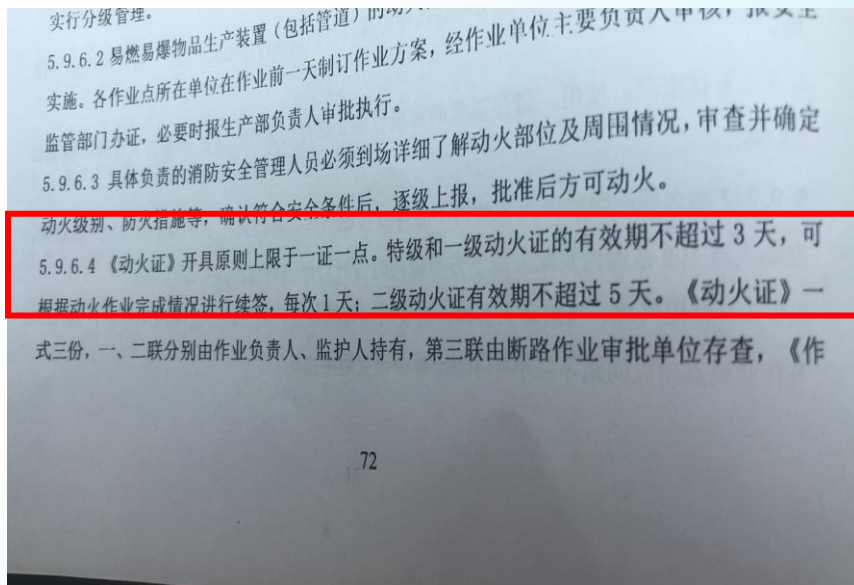 实行分级管理。
5.9.6.2 易燃易爆物品生产装置（包括管道）的动火
实施。各作业点所在单位在作业前一天制订作业方案，经作业单位主要负责人审核，报安全
监管部门办证，必要时报生产部负责人审批执行。
5.9.6.3 具体负责的消防安全管理人员必须到场详细了解动火部位及周围情况，审查并确定
动火级别、防火措施等，确认符合安全条件后，逐级上报，批准后方可动火。
5.9.6.4 《动火证》开具原则上限于一证一点。特级和一级动火证的有效期不超过 3 天，可
根据动火作业完成情况进行续签，每次 1 天；二级动火证有效期不超过 5 天。《动火证》一
式三份，一、二联分别由作业负责人、监护人持有，第三联由断路作业审批单位存查，《作
72